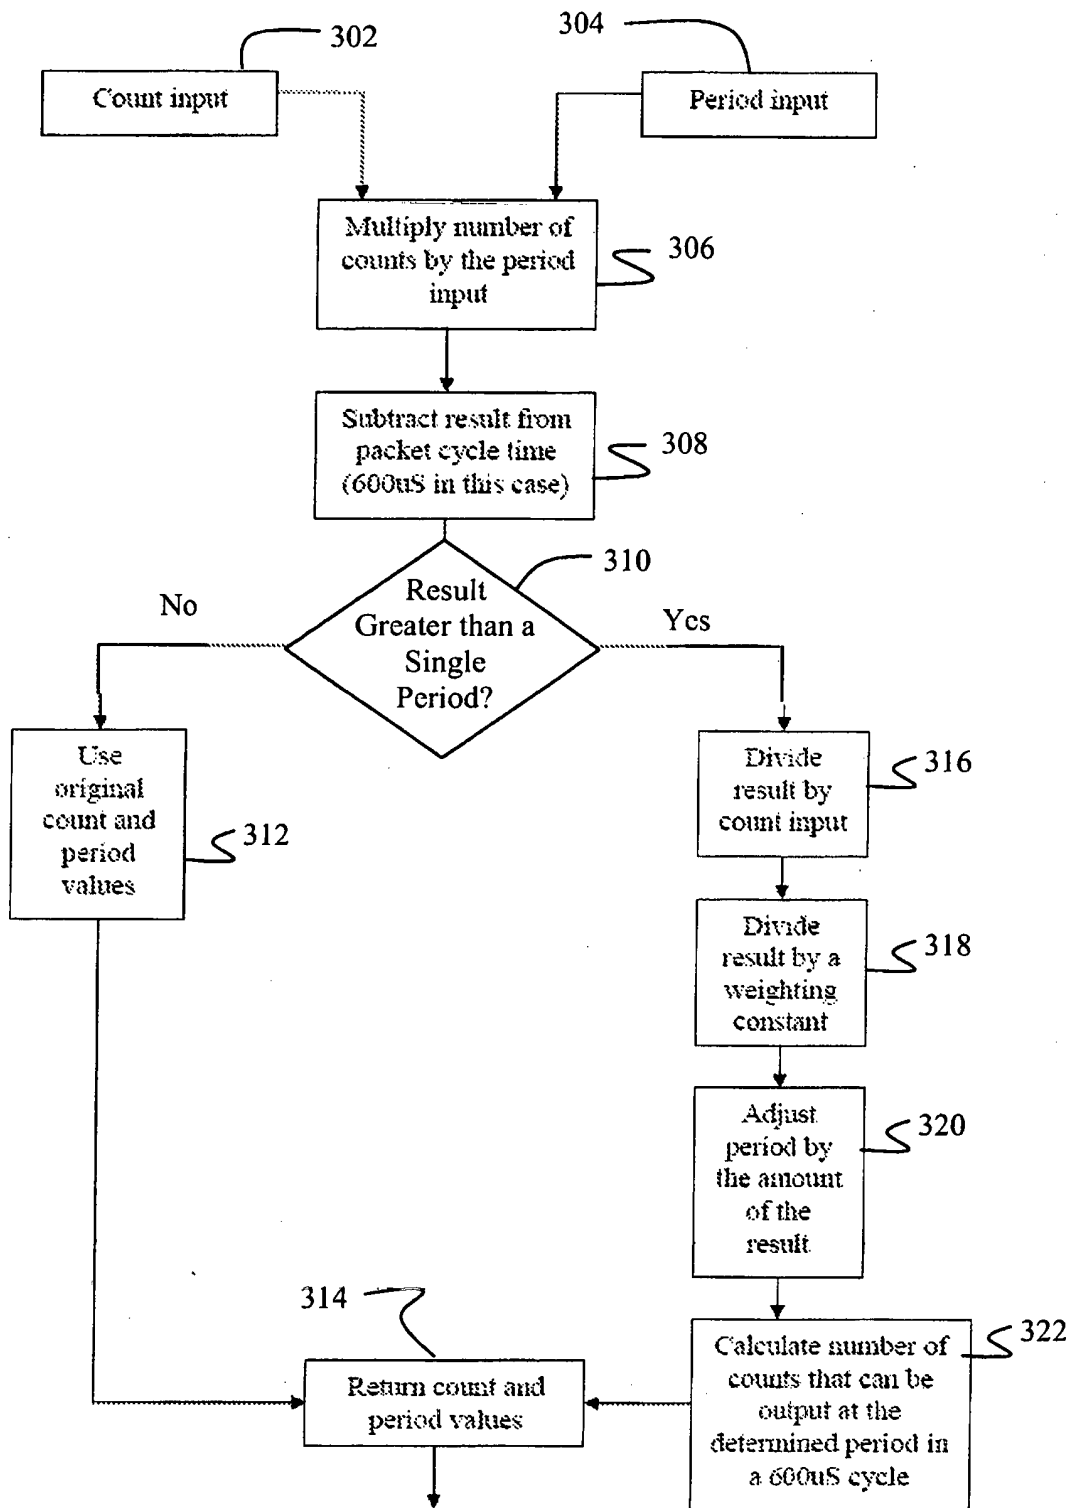 302
304
Count input
Period input
Multiply number of
counts by the period
input
306
Subtract result from
packet cycle time
(600uS in this case)
308
310
Result
Greater than a
Single
Period?
No
Yes
Use
original
count and
period
values
312
Divide
result by
count input
316
Divide
result by a
weighting
constant
318
Adjust
period by
the amount
of the
result
320
314
Return count and
period values
Calculate number of
counts that can be
output at the
determined period in
a 600uS cycle
322